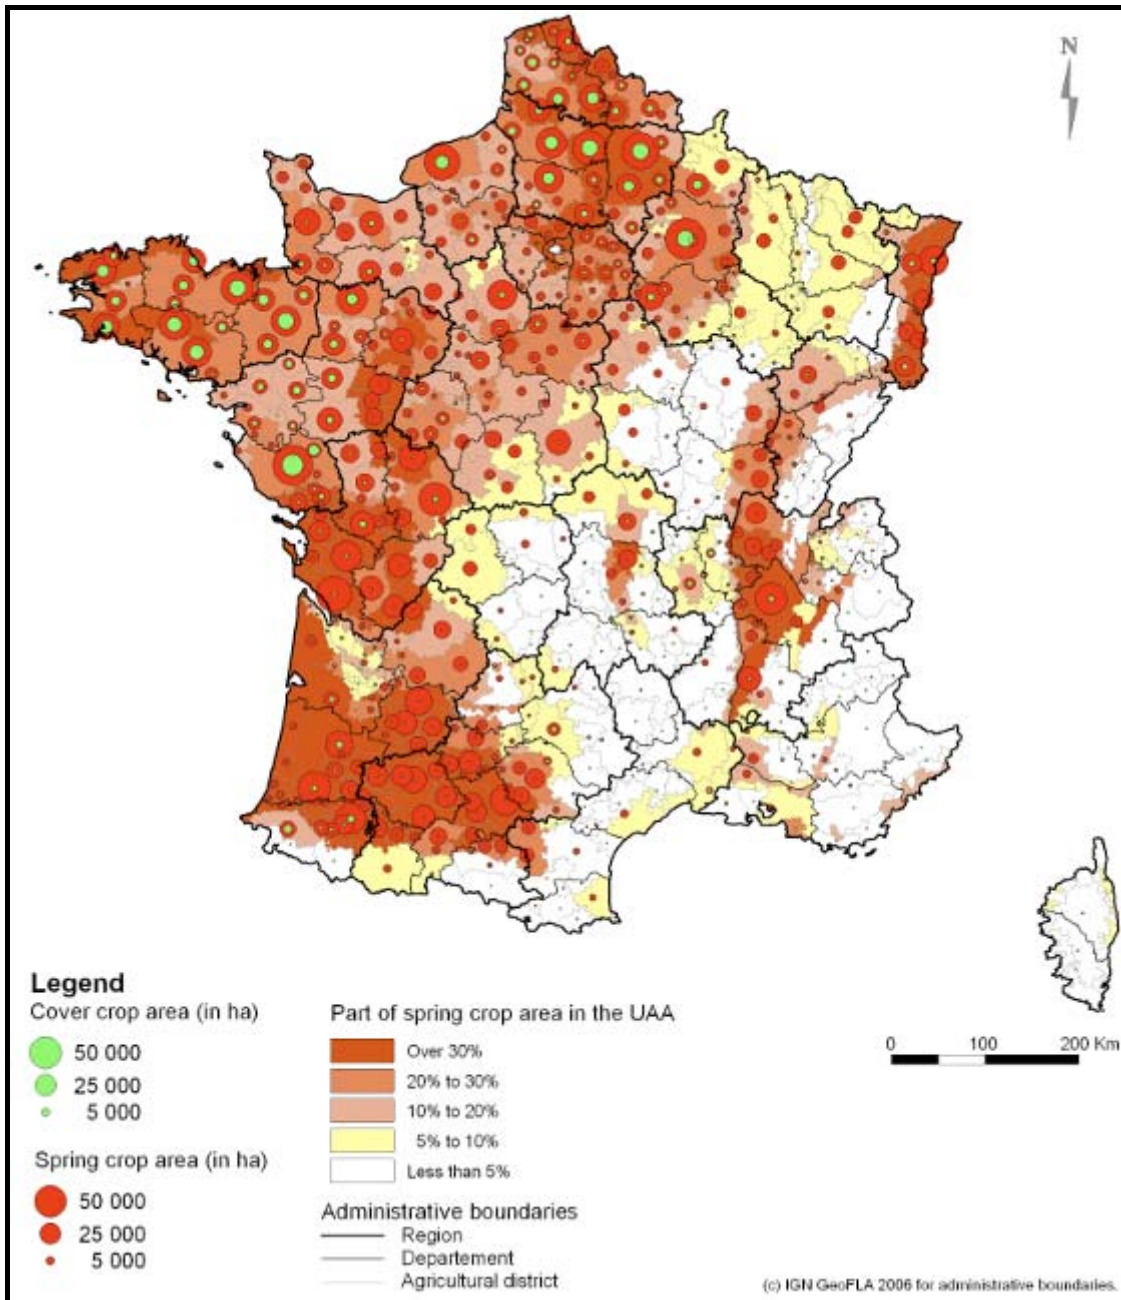 N
Legend
Cover crop area (in ha)
50 000
25 000
5 000
Spring crop area (in ha)
50 000
25 000
5 000
Part of spring crop area in the UAA
Over 30%
20% to 30%
10% to 20%
5% to 10%
Less than 5%
Administrative boundaries
Region
Departement
Agricultural district
0 100 200 Km
(c) IGN GeoFLA 2006 for administrative boundaries.